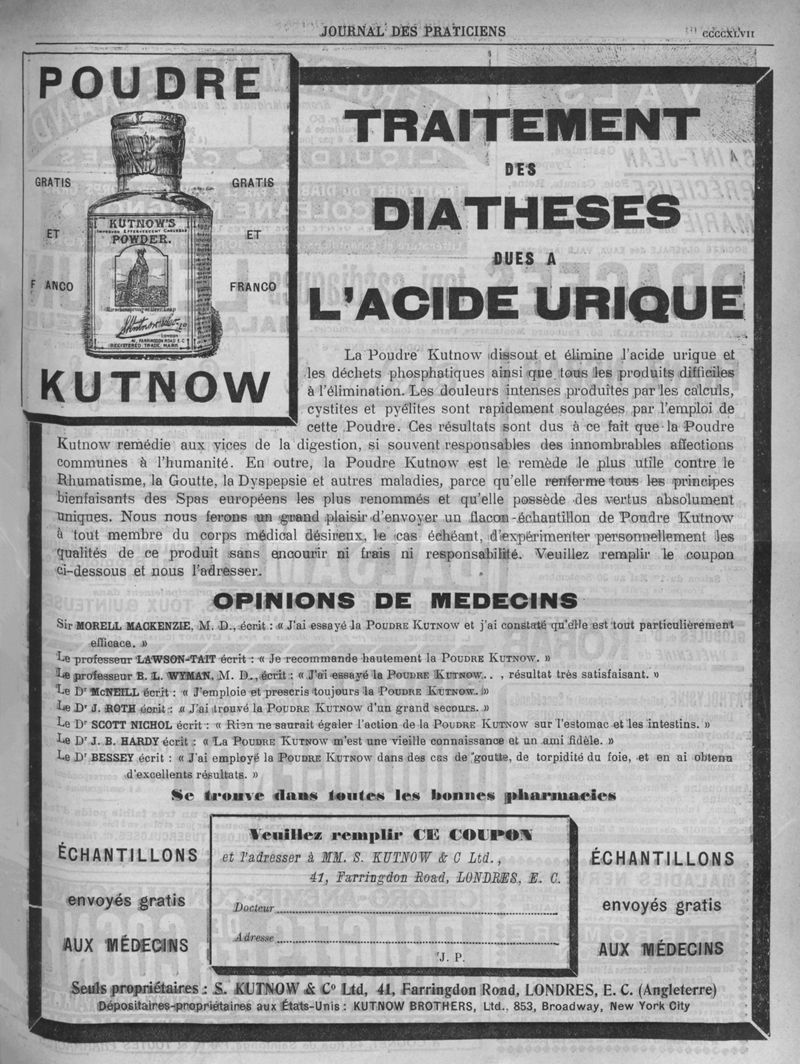 JOURNAL DES PRATICIENS
CCCCXLVII
POUDRE
GRATIS
ET
F ANCO
KUTNOW'S
IMPROVED EFFERVESCENT CARLSBAD
POWDER.
LONDON
41, FARRINGDON ROAD E.C
REGISTERED TRADE MARK
GRATIS
ET
FRANCO
KUTNOW
TRAITEMENT
DES
DIATHESES
DUES A
L'ACIDE URIQUE
La Poudre Kutnow dissout et élimine l'acide urique et
les déchets phosphatiques ainsi que tous les produits difficiles
à l'élimination. Les douleurs intenses produites par les calculs,
cystites et pyélites sont rapidement soulagées par l'emploi de
cette Poudre. Ces résultats sont dus à ce fait que la Poudre
Kutnow remédie aux vices de la digestion, si souvent responsables des innombrables affections
communes à l'humanité. En outre, la Poudre Kutnow est le remède le plus utile contre le
Rhumatisme, la Goutte, la Dyspepsie et autres maladies, parce qu'elle renferme tous les principes
bienfaisants des Spas européens les plus renommés et qu'elle possède des vertus absolument
uniques. Nous nous ferons un grand plaisir d'envoyer un flacon-échantillon de Poudre Kutnow
à tout membre du corps médical désireux, le cas échéant, d'expérimenter personnellement les
qualités de ce produit sans encourir ni frais ni responsabilité. Veuillez remplir le coupon
ci-dessous et nous l'adresser.
OPINIONS DE MEDECINS
Sir MORELL MACKENZIE, M. D., écrit : « J'ai essayé la POUDRE KUTNOW et j'ai constaté qu'elle est tout particulièrement
efficace. »
Le professeur LAWSON-TAIT écrit : « Je recommande hautement la POUDRE KUTNOW. »
Le professeur R. L. WYMAN, M. D., écrit : « J'ai essayé la POUDRE KUTNOW. . , résultat très satisfaisant. »
Le Dr McNEILL écrit : « J'emploie et prescris toujours la POUDRE KUTNOW. »
Le Dr J. ROTH écrit : « J'ai trouvé la POUDRE KUTNOW d'un grand secours. »
Le Dr SCOTT NICHOL écrit : « Rien ne saurait égaler l'action de la POUDRE KUTNOW sur l'estomac et les intestins. »
Le Dr J. B. HARDY écrit : « La POUDRE KUTNOW m'est une vieille connaissance et un ami fidèle. »
Le Dr BESSEY écrit : « J'ai employé la POUDRE KUTNOW dans des cas de goutte, de torpidité du foie, et en ai obtenu
d'excellents résultats. »
Se trouve dans toutes les bonnes pharmacies
ÉCHANTILLONS
envoyés gratis
AUX MÉDECINS
Veuillez remplir CE COUPON
et l'adresser à MM. S. KUTNOW & C Ltd.,
41, Farringdon Road, LONDRES, E. C.
Docteur
Adresse
J. P.
ÉCHANTILLONS
envoyés gratis
AUX MÉDECINS
Seuls propriétaires : S. KUTNOW & Co Ltd, 41, Farringdon Road, LONDRES, E. C. (Angleterre)
Dépositaires-propriétaires aux États-Unis : KUTNOW BROTHERS, Ltd., 853, Broadway, New York City